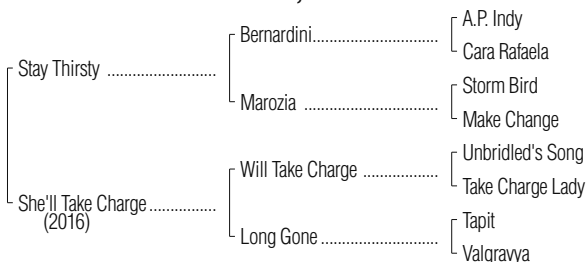 Stay Thirsty ........................
Bernardini............................
A.P. Indy
Cara Rafaela
Marozia ..............................
Storm Bird
Make Change
She'll Take Charge ...............
(2016)
Will Take Charge .................
Unbridled's Song
Take Charge Lady
Long Gone ..........................
Tapit
Valgravya